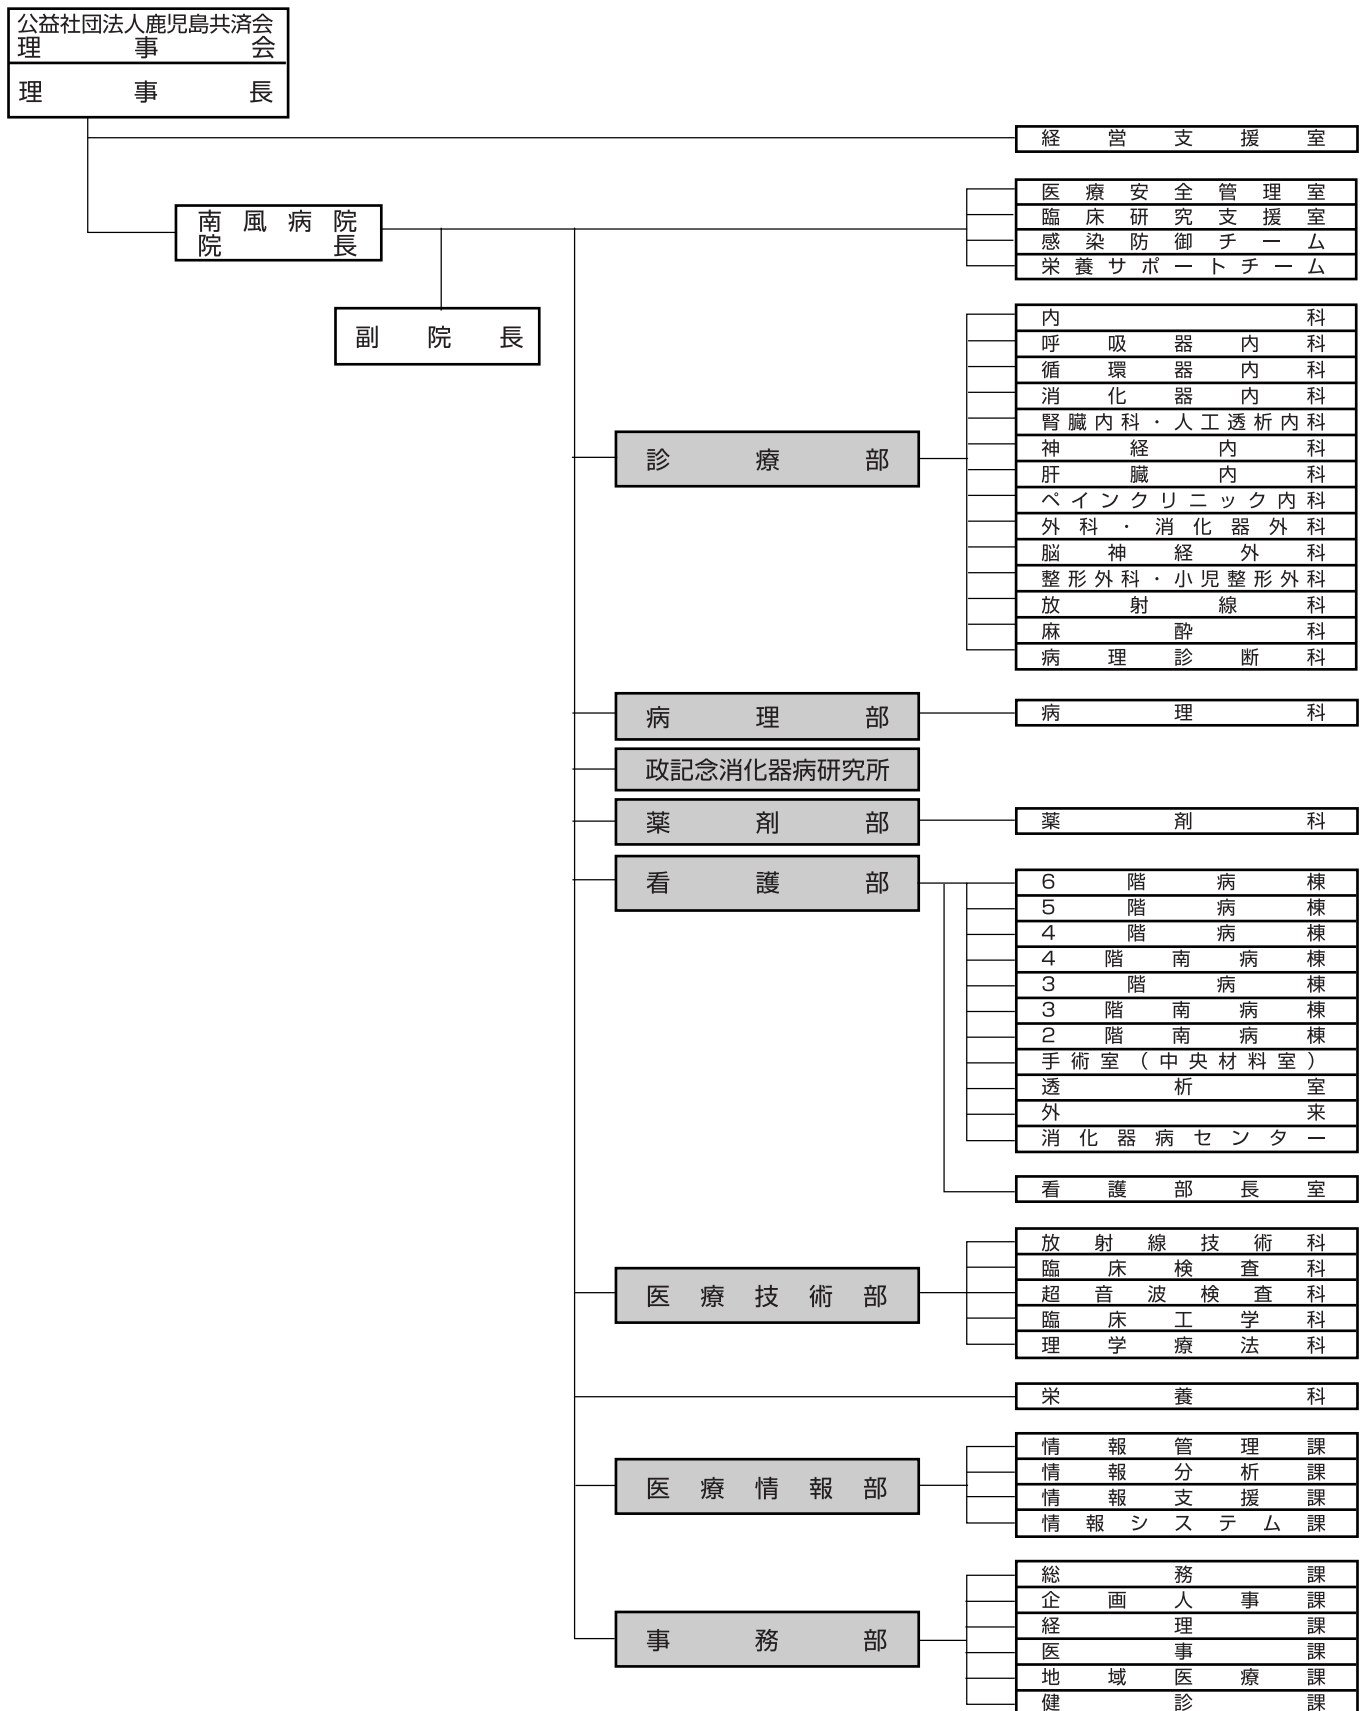 公益社団法人鹿児島共済会
理事会
理事長
経営支援室
南風病院
院長
医療安全管理室
臨床研究支援室
感染防御チーム
栄養サポートチーム
副院長
診療部
内科
呼吸器内科
循環器内科
消化器内科
腎臓内科・人工透析内科
神経内科
肝臓内科
ペインクリニック内科
外科・消化器外科
脳神経外科
整形外科・小児整形外科
放射線科
麻酔科
病理診断科
病理部
病理科
政記念消化器病研究所
薬剤部
薬剤科
看護部
6階病棟
5階病棟
4階病棟
4階南病棟
3階病棟
3階南病棟
2階南病棟
手術室(中央材料室)
透析室
外来
消化器病センター
看護部長室
医療技術部
放射線技術科
臨床検査科
超音波検査科
臨床工学科
理学療法科
栄養科
医療情報部
情報管理課
情報分析課
情報支援課
情報システム課
事務部
総務課
企画人事課
経理課
医事課
地域医療課
健診課